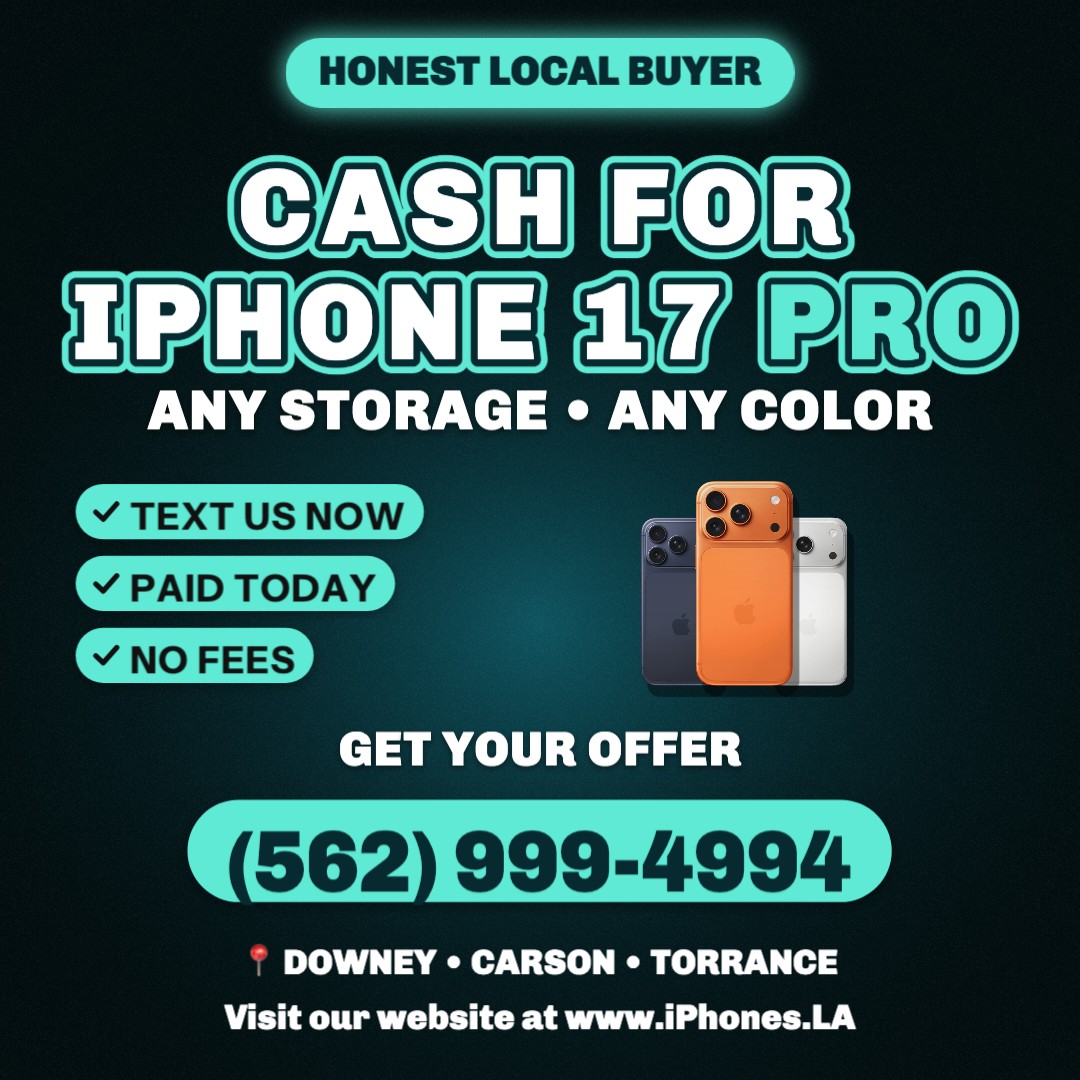 HONEST LOCAL BUYER
CASH FOR
IPHONE 17 PRO
ANY STORAGE • ANY COLOR
✓ TEXT US NOW
✓ PAID TODAY
✓ NO FEES
GET YOUR OFFER
(562) 999-4994
📍 DOWNEY • CARSON • TORRANCE
Visit our website at www.iPhones.LA